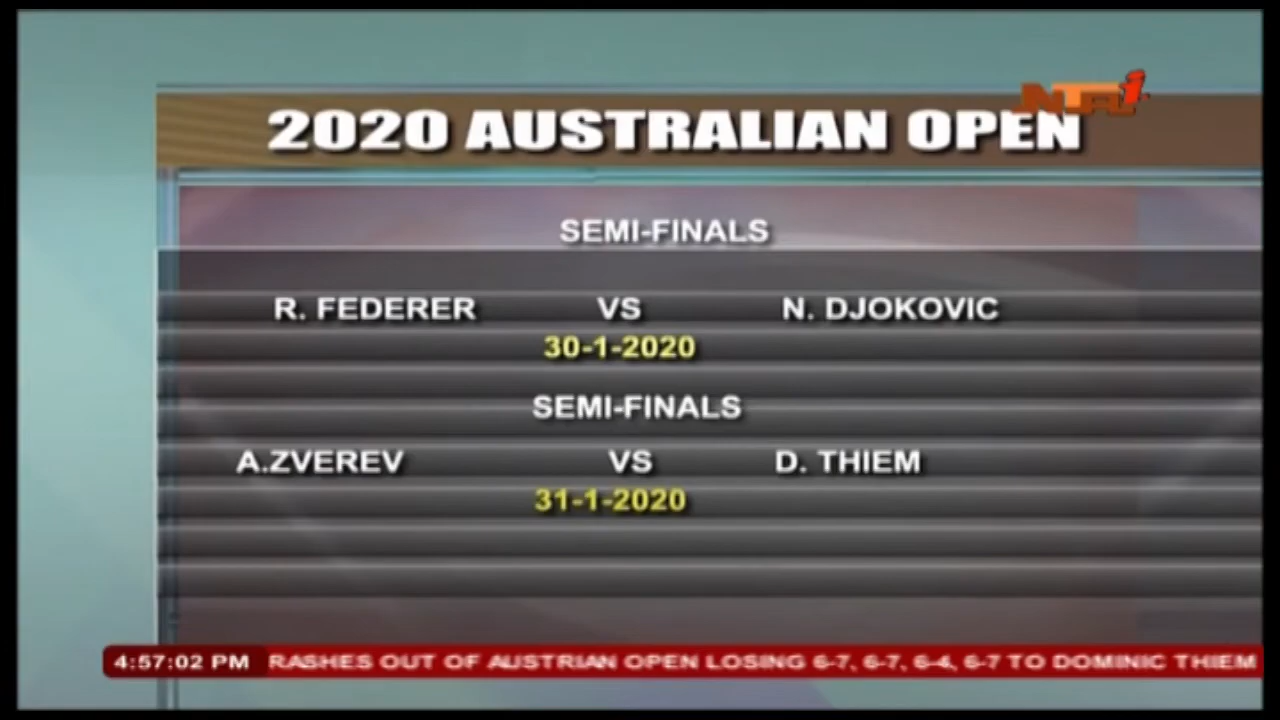 NTAi
2020 AUSTRALIAN OPEN
SEMI-FINALS
R. FEDERER VS N. DJOKOVIC
30-1-2020
SEMI-FINALS
A.ZVEREV VS D. THIEM
31-1-2020
4:57:02 PM RASHES OUT OF AUSTRIAN OPEN LOSING 6-7, 6-7, 6-4, 6-7 TO DOMINIC THIEM